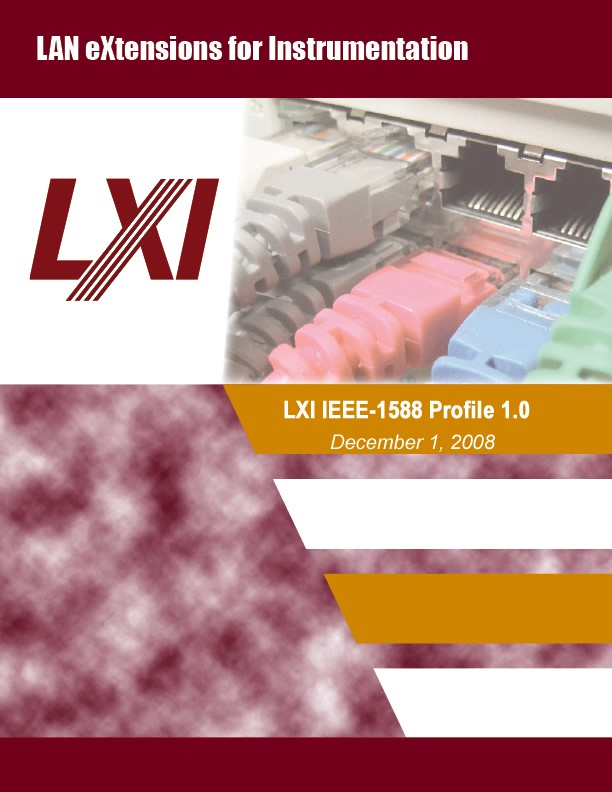 LAN eXtensions for Instrumentation
LXI
LXI IEEE-1588 Profile 1.0
December 1, 2008